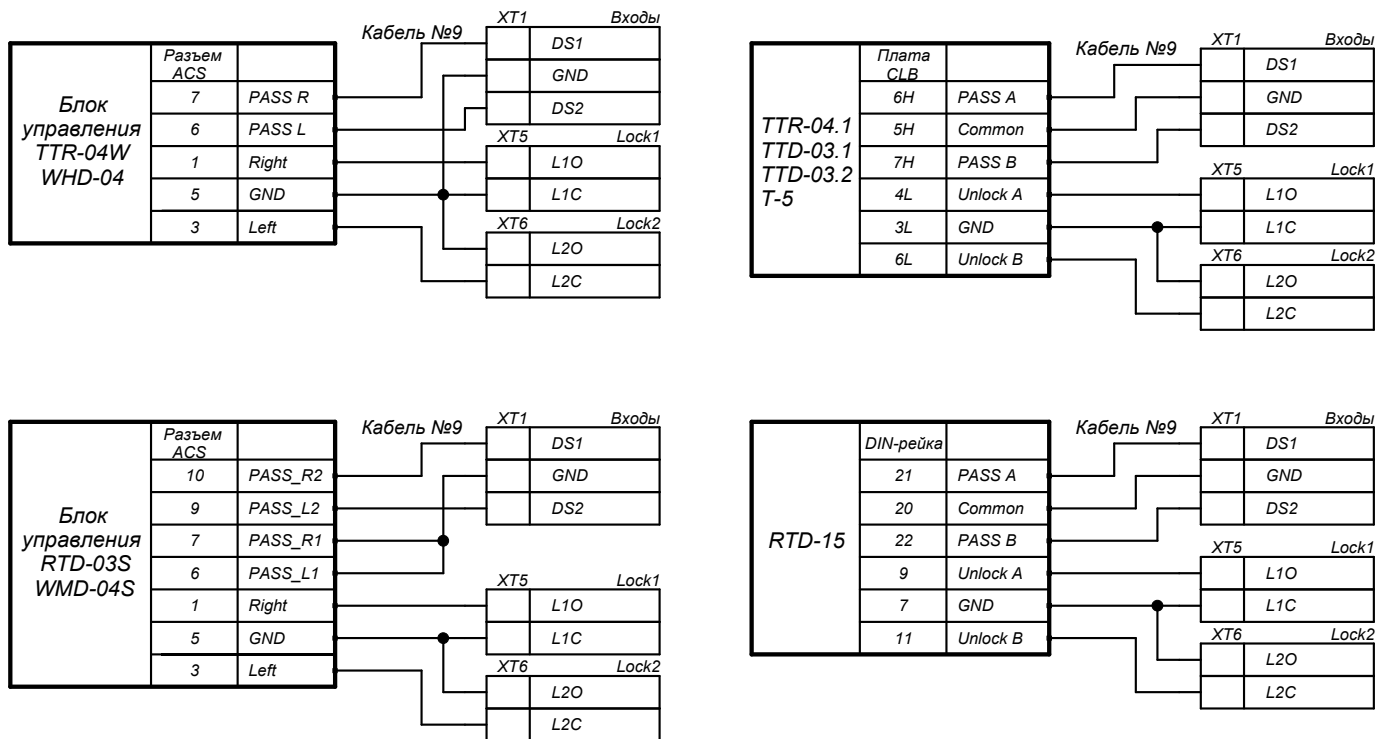 Блок
управления
TTR-04W
WHD-04
Разъем
ACS
7 PASS R
6 PASS L
1 Right
5 GND
3 Left
Кабель №9
XT1 Входы
DS1
GND
DS2
XT5 Lock1
L1O
L1C
XT6 Lock2
L2O
L2C
TTR-04.1
TTD-03.1
TTD-03.2
T-5
Плата
CLB
6H PASS A
5H Common
7H PASS B
4L Unlock A
3L GND
6L Unlock B
Кабель №9
XT1 Входы
DS1
GND
DS2
XT5 Lock1
L1O
L1C
XT6 Lock2
L2O
L2C
Блок
управления
RTD-03S
WMD-04S
Разъем
ACS
10 PASS_R2
9 PASS_L2
7 PASS_R1
6 PASS_L1
1 Right
5 GND
3 Left
Кабель №9
XT1 Входы
DS1
GND
DS2
XT5 Lock1
L1O
L1C
XT6 Lock2
L2O
L2C
RTD-15
DIN-рейка
21 PASS A
20 Common
22 PASS B
9 Unlock A
7 GND
11 Unlock B
Кабель №9
XT1 Входы
DS1
GND
DS2
XT5 Lock1
L1O
L1C
XT6 Lock2
L2O
L2C